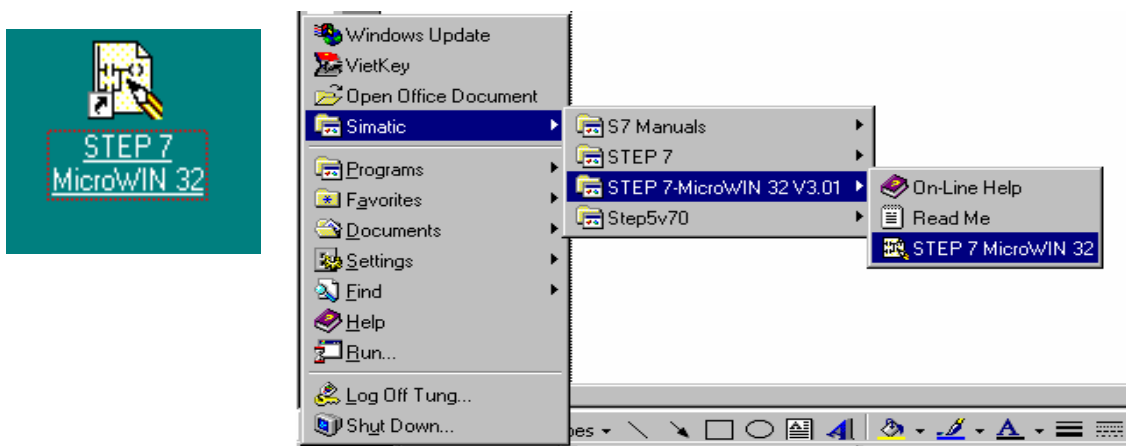 STEP 7
MicroWIN 32
Windows Update
VietKey
Open Office Document
Simatic
Programs
Favorites
Documents
Settings
Find
Help
Run...
Log Off Tung...
Shut Down...
S7 Manuals
STEP 7
STEP 7-MicroWIN 32 V3.01
Step5v70
On-Line Help
Read Me
STEP 7 MicroWIN 32